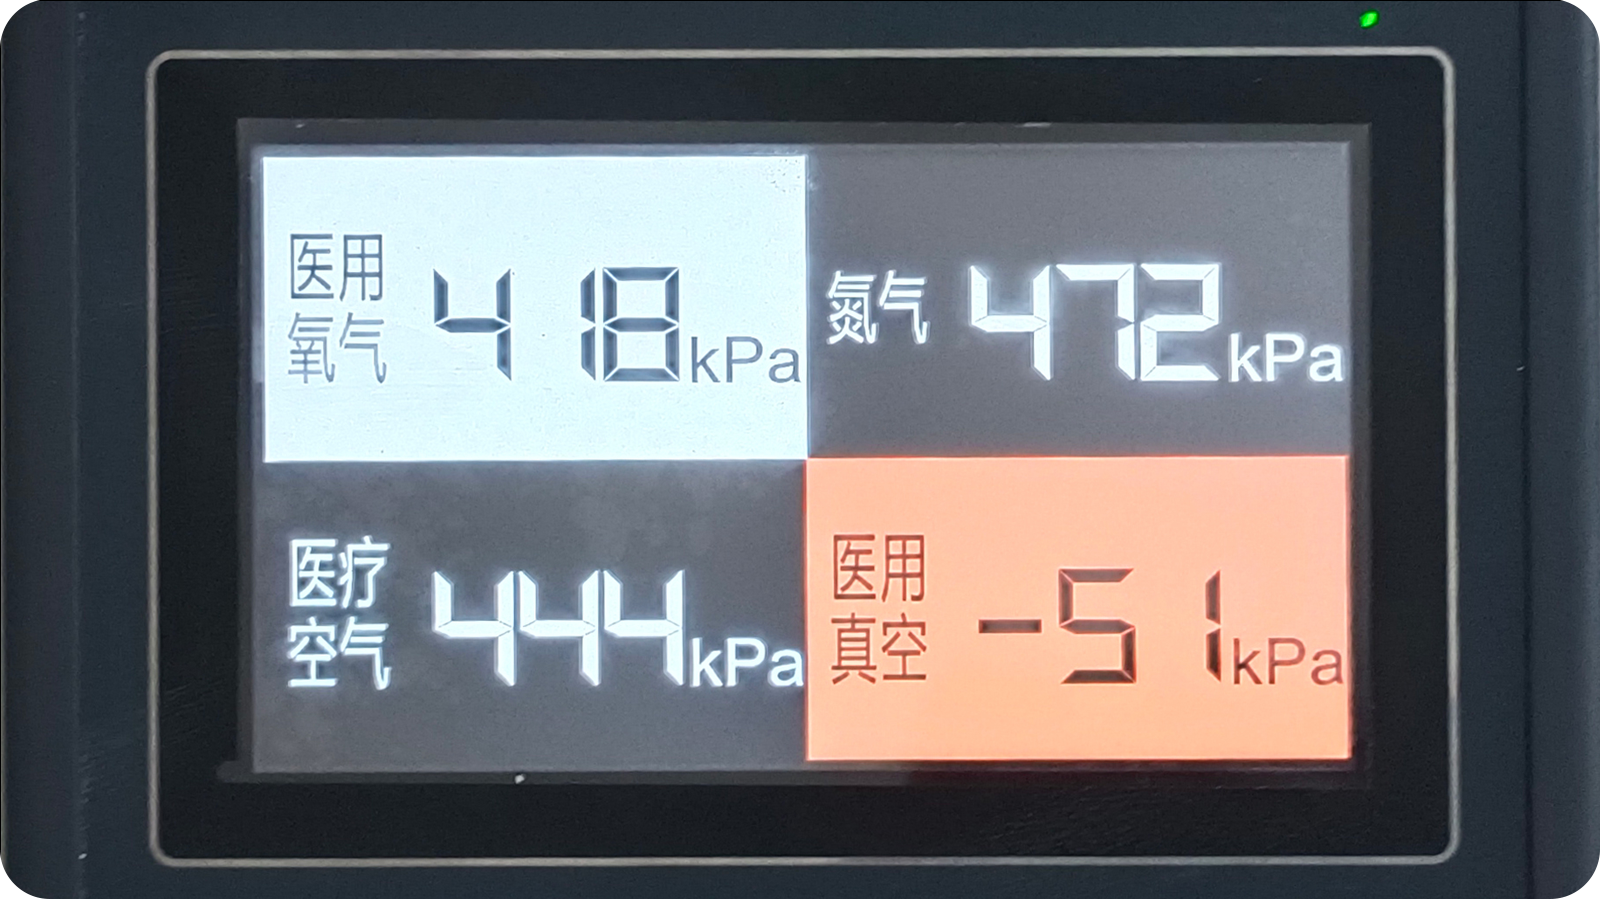 医用
氧气 418kPa
氮气 472kPa
医疗
空气 444kPa
医用
真空 -51kPa